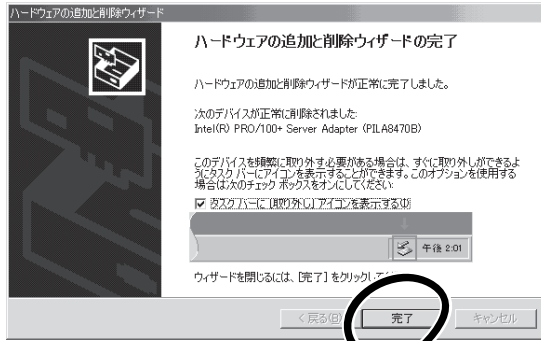 ハードウェアの追加と削除ウィザード
ハードウェアの追加と削除ウィザードの完了
ハードウェアの追加と削除ウィザードが正常に完了しました。
次のデバイスが正常に削除されました:
Intel(R) PRO/100+ Server Adapter (PILA8470B)
このデバイスを頻繁に取り外す必要がある場合は、すぐに取り外しができるよ
うにタスク バーにアイコンを表示することができます。このオプションを使用する
場合は次のチェック ボックスをオンにしてください:
タスク バーに [取り外し] アイコンを表示する(U)
午後 2:01
ウィザードを閉じるには、[完了] をクリックして
< 戻る(B)
完了
キャンセル